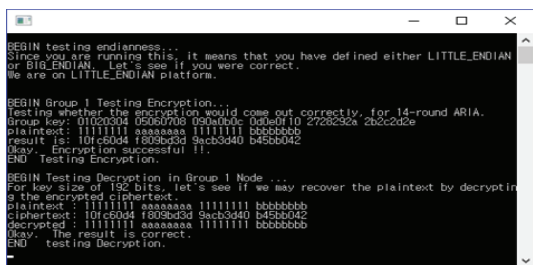 BEGIN testing endianness...
Since you are running this, it means that you have defined either LITTLE_ENDIAN
or BIG_ENDIAN.  Let's see if you were correct.
We are on LITTLE_ENDIAN platform.
BEGIN Group 1 Testing Encryption...
Testing whether the encryption would come out correctly, for 14-round ARIA.
Group key: 01020304 05060708 090a0b0c 0d0e0f10 2728292a 2b2c2d2e
plaintext: 11111111 aaaaaaaa 11111111 bbbbbbbb
result is: 10fc60d4 f809bd3d 9acb3d40 b45bb042
Okay.  Encryption successful !!.
END  Testing Encryption.
BEGIN Testing Decryption in Group 1 Node ...
For key size of 192 bits, let's see if we may recover the plaintext by decryptin
g the encrypted ciphertext.
plaintext : 11111111 aaaaaaaa 11111111 bbbbbbbb
ciphertext: 10fc60d4 f809bd3d 9acb3d40 b45bb042
decrypted : 11111111 aaaaaaaa 11111111 bbbbbbbb
Okay.  The result is correct.
END   testing Decryption.